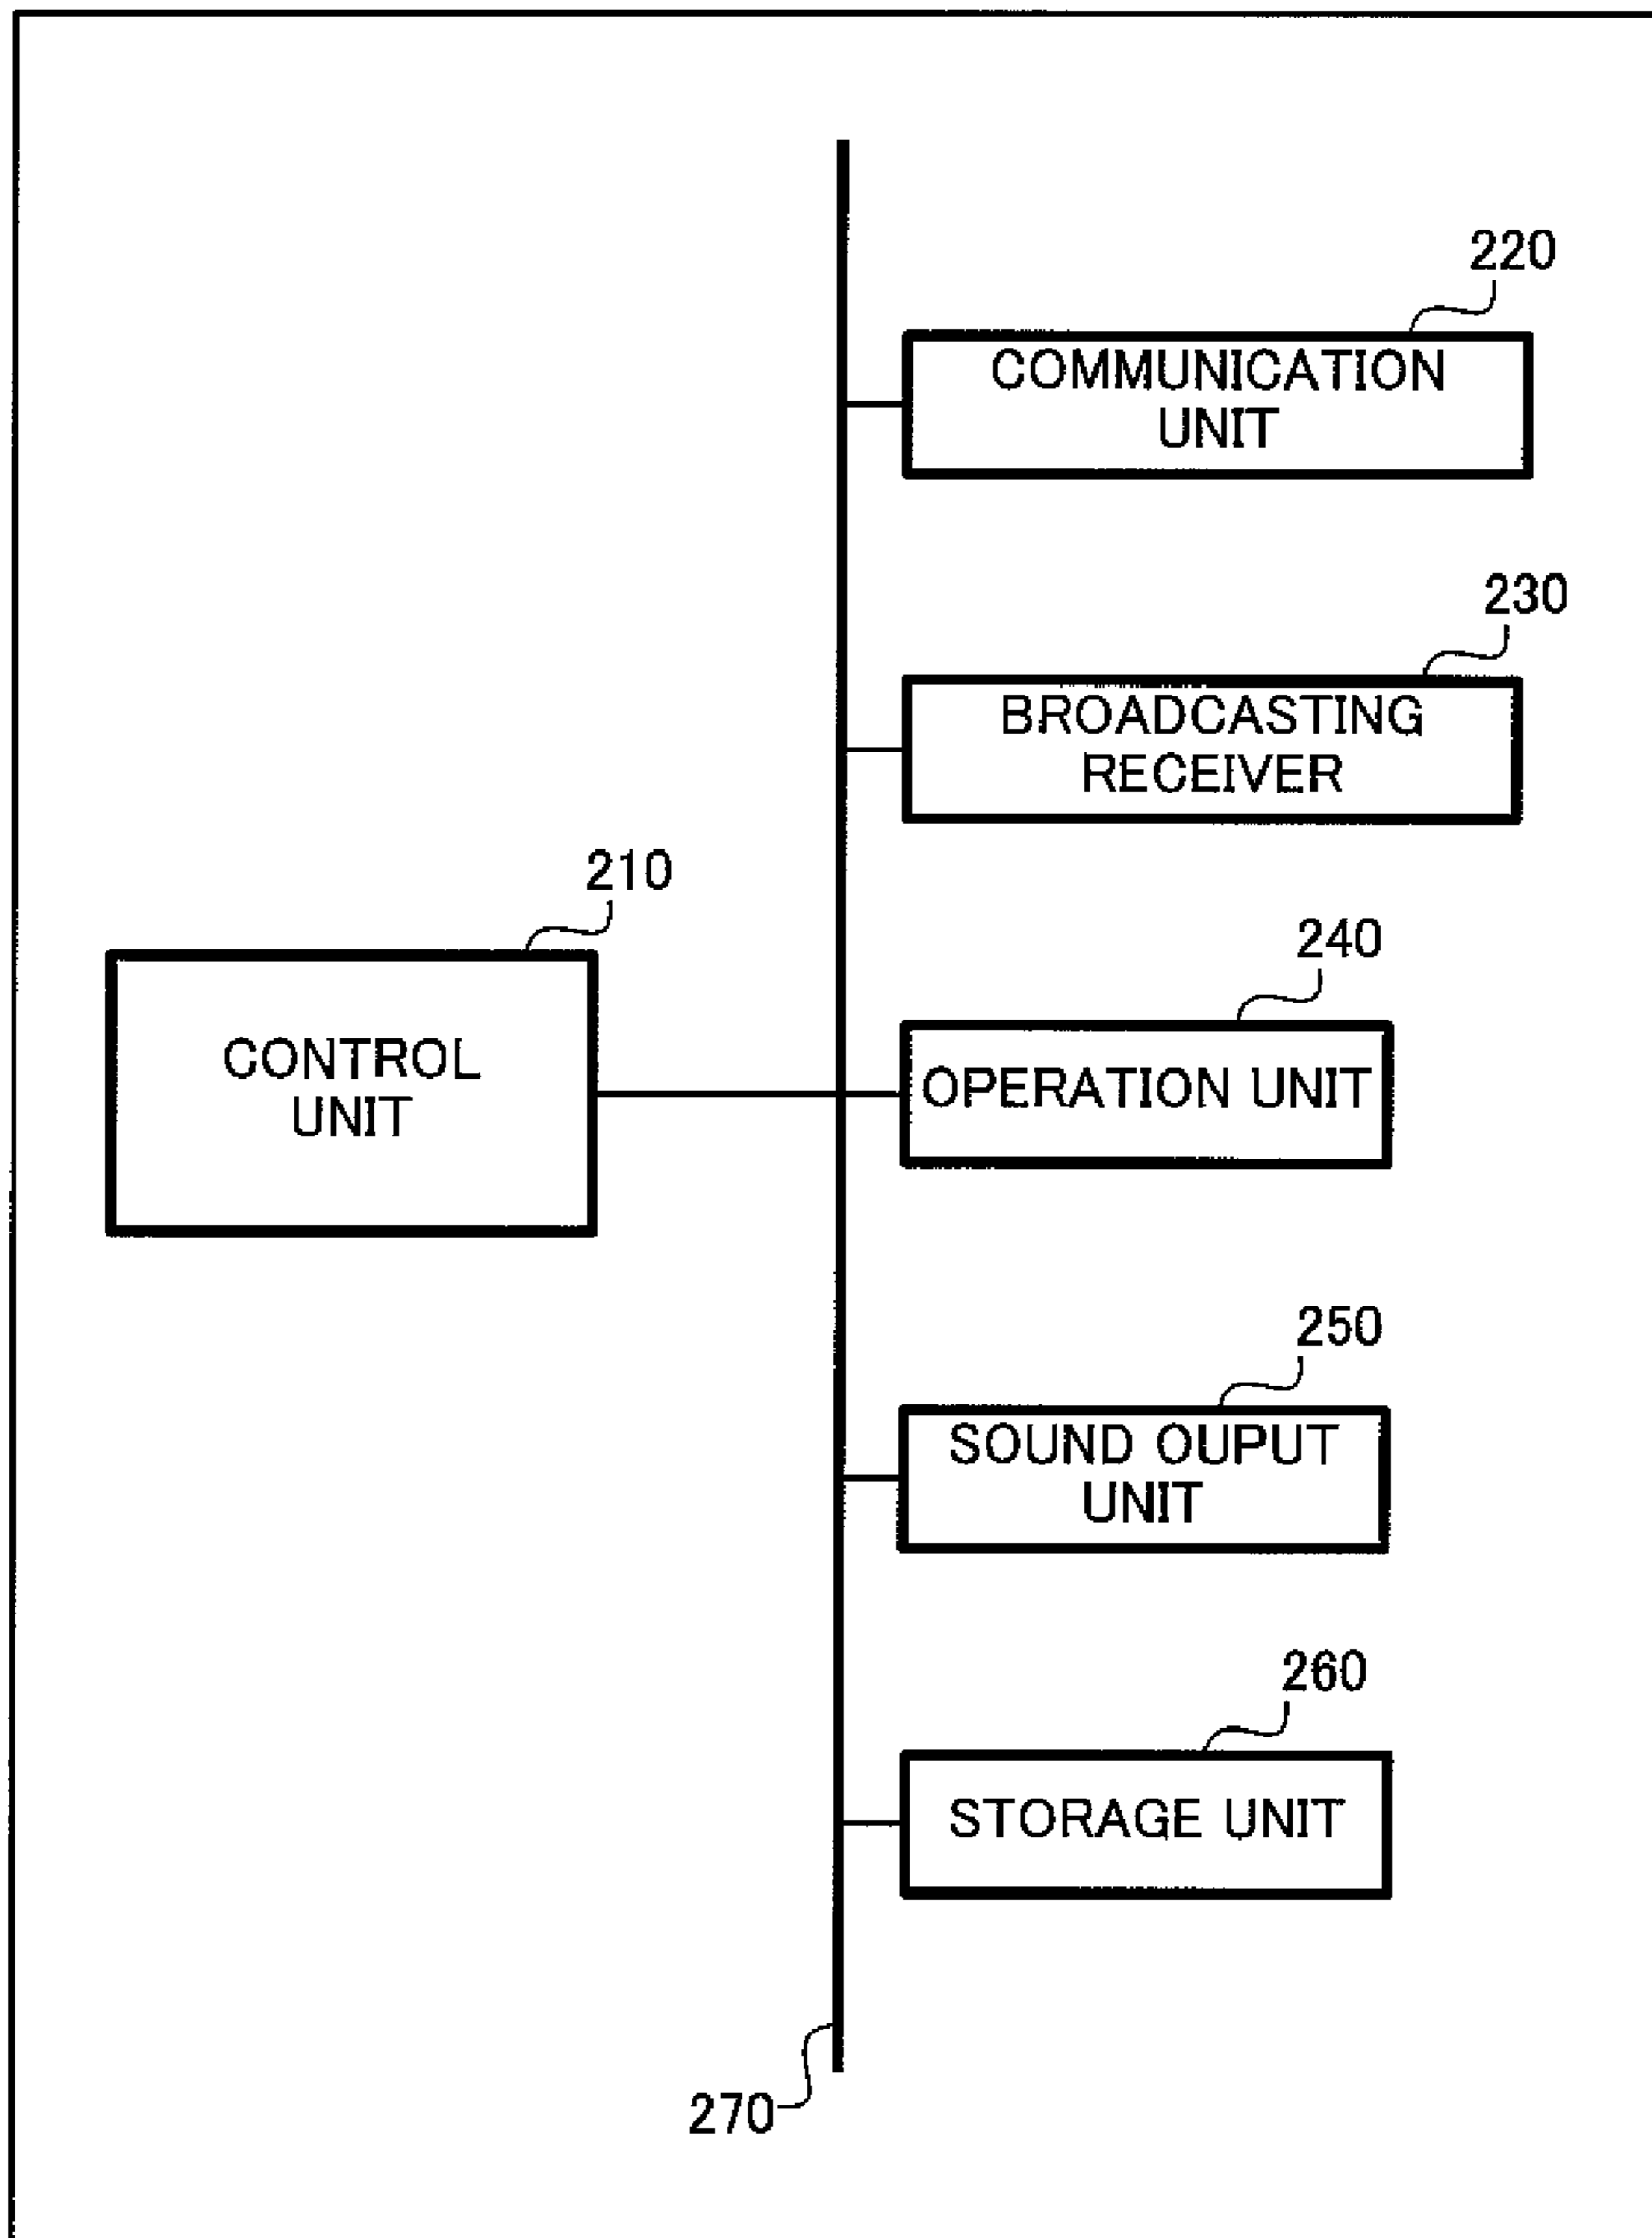 220
COMMUNICATION
UNIT
230
BROADCASTING
RECEIVER
210
CONTROL
UNIT
240
OPERATION UNIT
250
SOUND OUPUT
UNIT
260
STORAGE UNIT
270